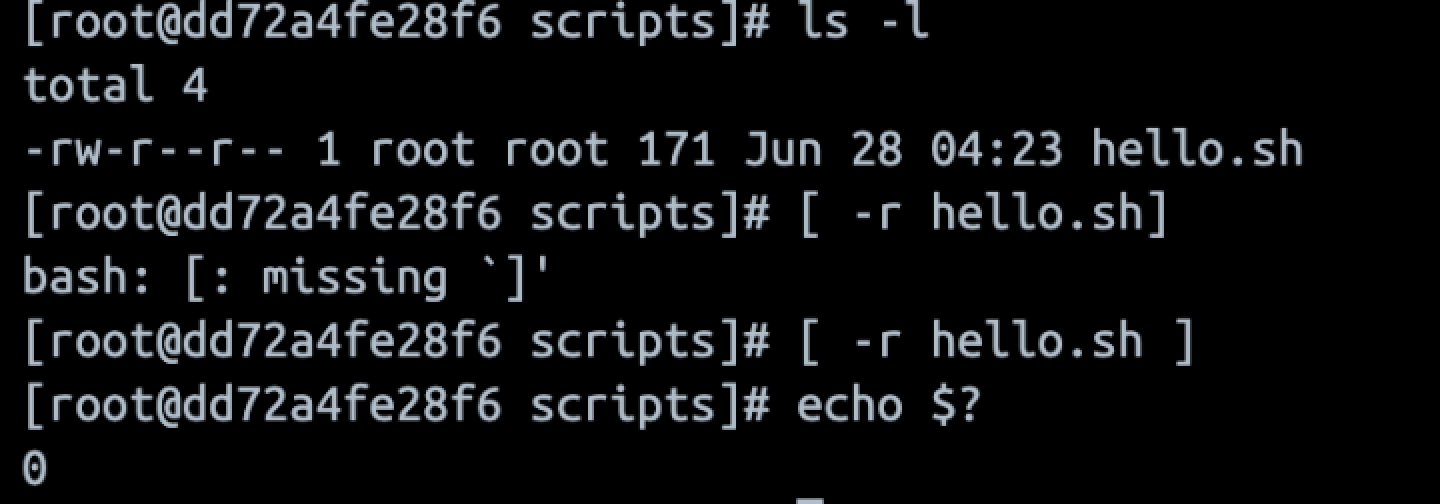 [root@dd72a4fe28f6 scripts]# ls -l
total 4
-rw-r--r-- 1 root root 171 Jun 28 04:23 hello.sh
[root@dd72a4fe28f6 scripts]# [ -r hello.sh]
bash: [: missing `]'
[root@dd72a4fe28f6 scripts]# [ -r hello.sh ]
[root@dd72a4fe28f6 scripts]# echo $?
0